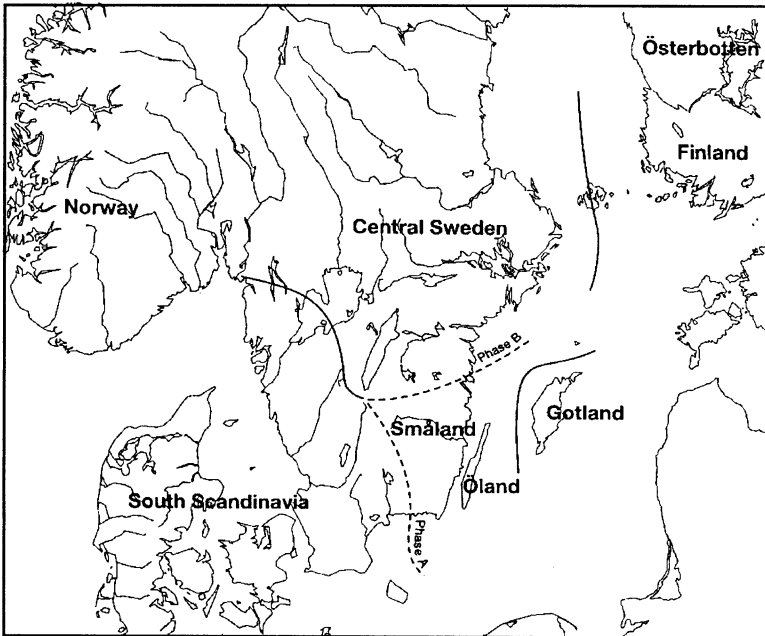 Österbotten
Finland
Norway
Central Sweden
Phase B
Gotland
Småland
Öland
South Scandinavia
Phase A